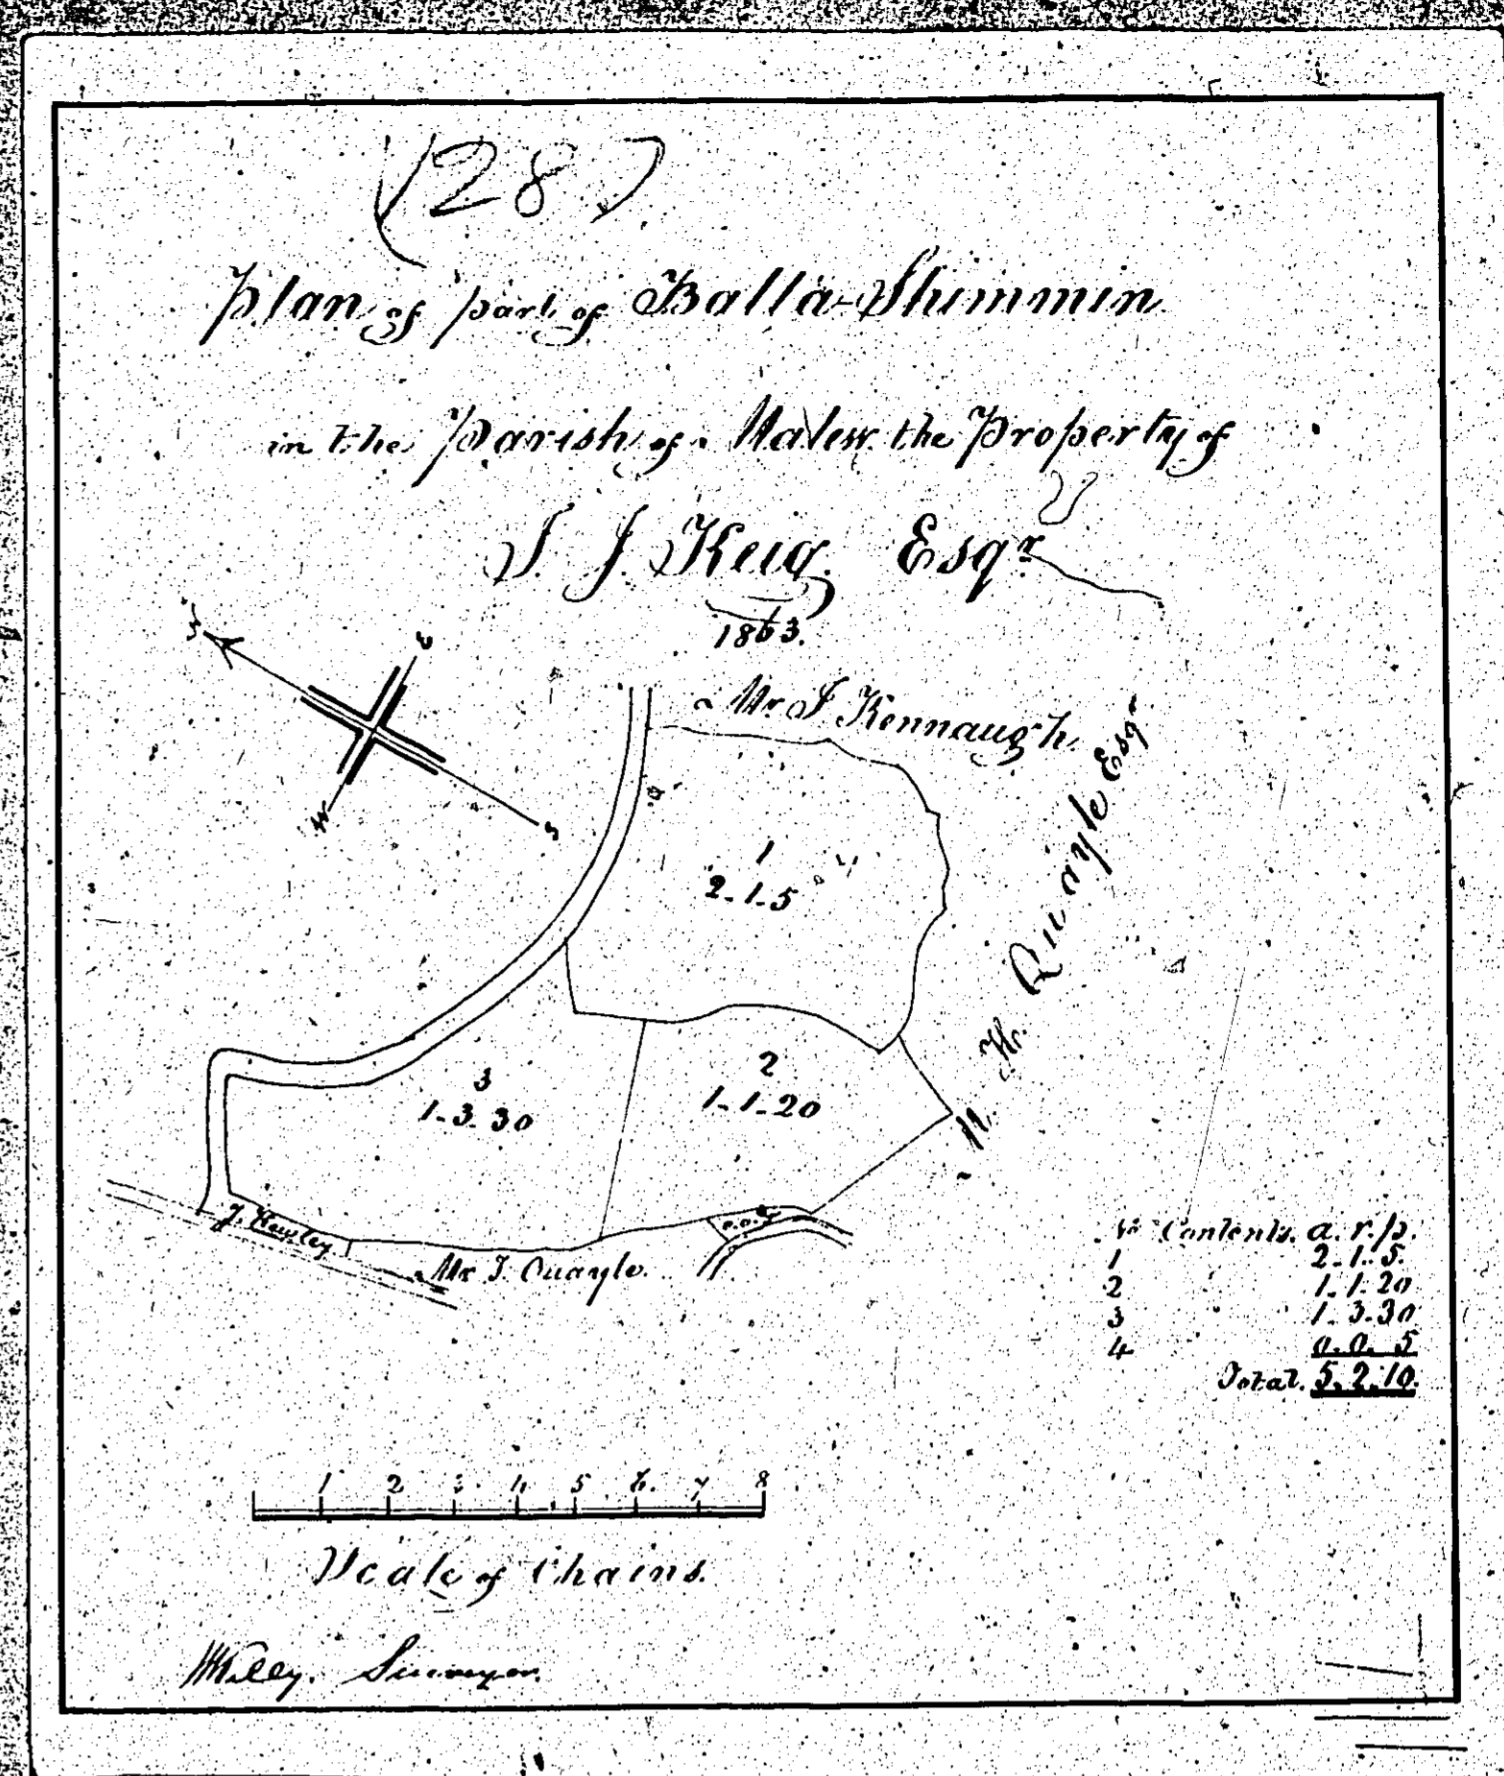 (28)
Plan of part of Balla-Shimmin
in the Parish of Malew the Property of
J. J. Keig. Esqr
1863.
N
E
W
S
Mr. J Kennaugh
M. H. Quayle Esqr
1
2.1.5
2
1.1.20
3
1.3.30
0.0.5
Mr J. Quayle.
No Contents. a. r. p.
1 2.1.5.
2 1.1.20
3 1.3.30
4 0.0.5
Total. 5.2.10.
1 2 3 4 5 6 7 8
Scale of Chains.
Surveyor.